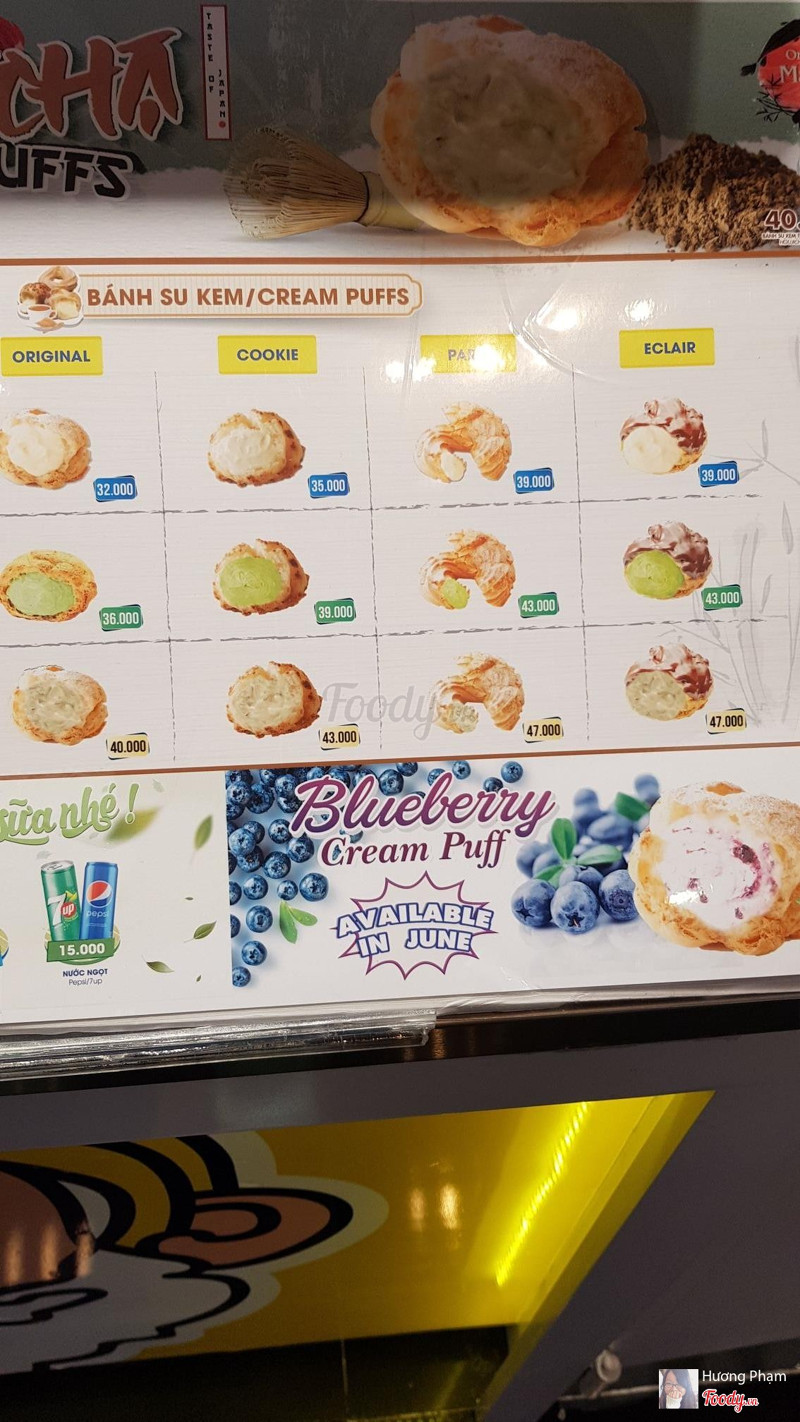 CHẠ
UFFS
TASTE OF JAPAN
40.
BÁNH SU KEM/CREAM PUFFS
ORIGINAL
COOKIE
ECLAIR
32.000
35.000
39.000
39.000
36.000
39.000
43.000
43.000
40.000
43.000
47.000
47.000
Foody
sữa nhé!
7up
pepsi
15.000
NƯỚC NGỌT
Pepsi/7up
Blueberry
Cream Puff
AVAILABLE
IN JUNE
Hương Phạm
Foody.vn